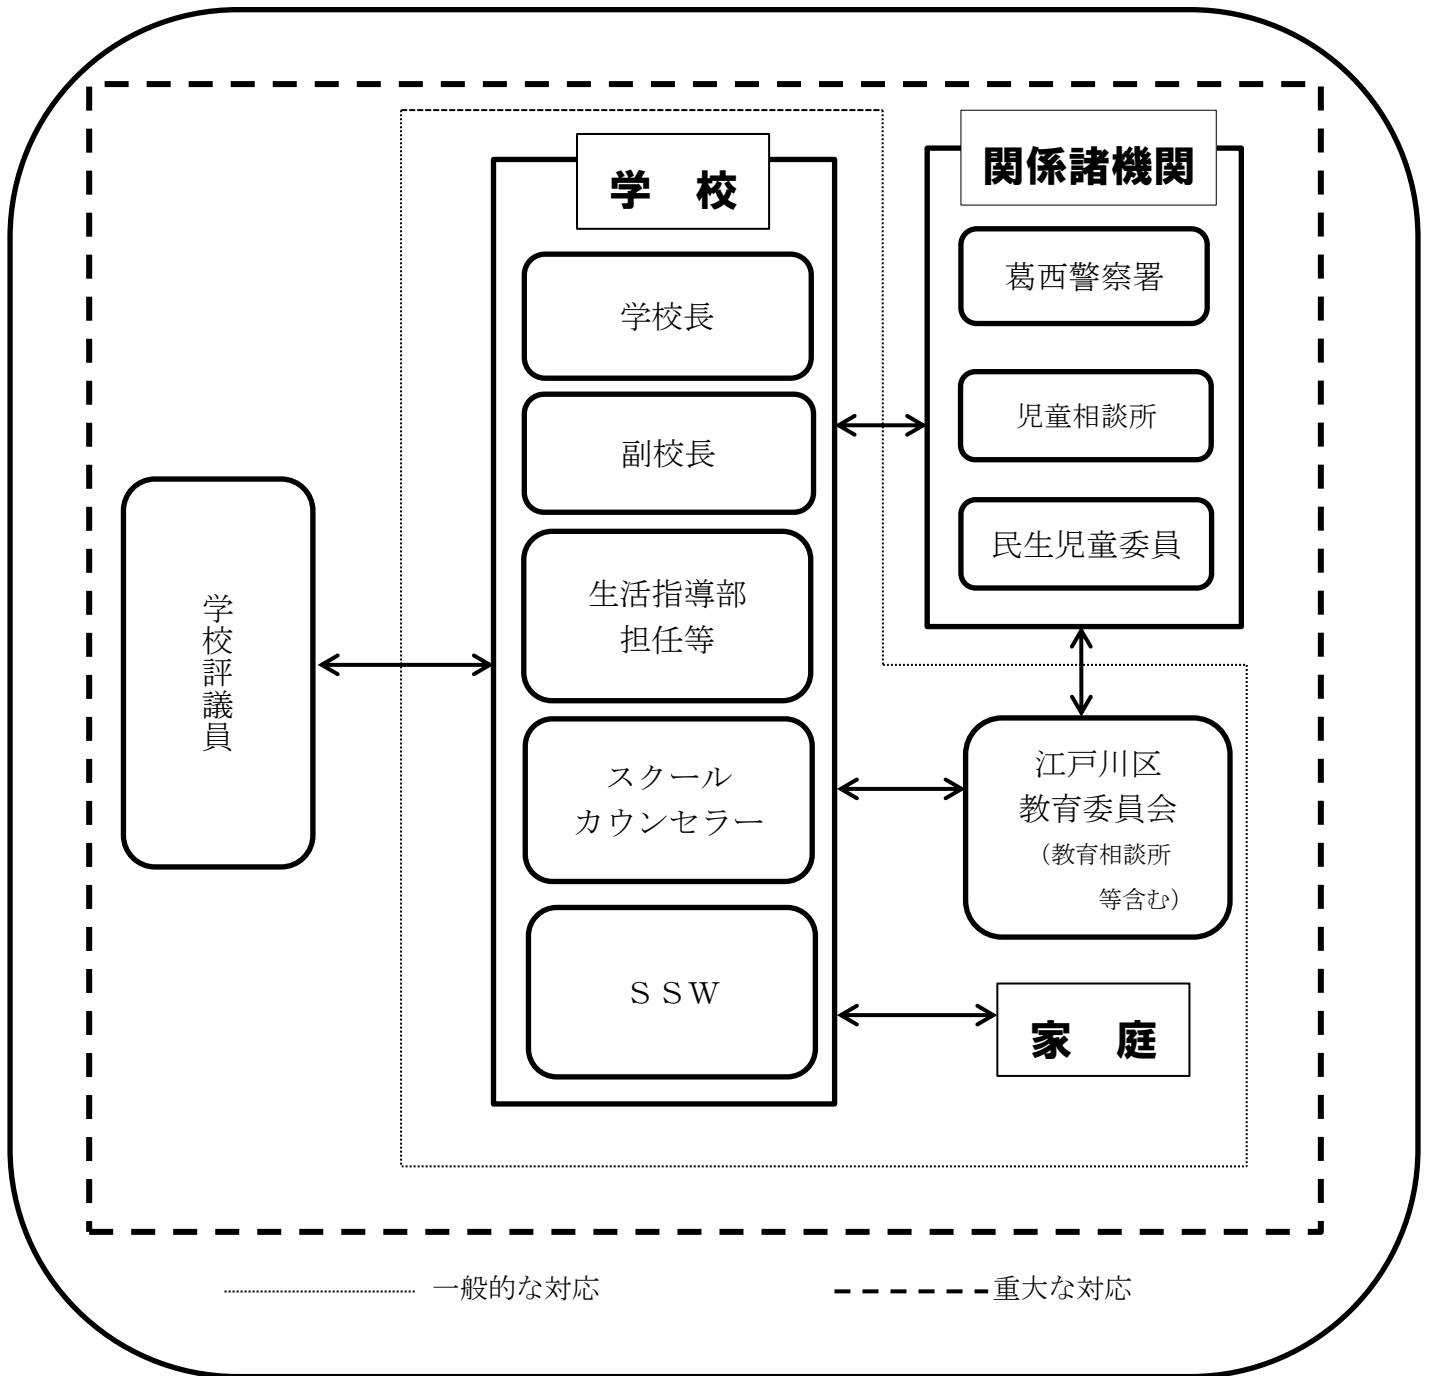 学　校
学校長
副校長
生活指導部
担任等
スクール
カウンセラー
ＳＳＷ
関係諸機関
葛西警察署
児童相談所
民生児童委員
学校評議員
江戸川区
教育委員会
（教育相談所
等含む）
家　庭
一般的な対応
重大な対応